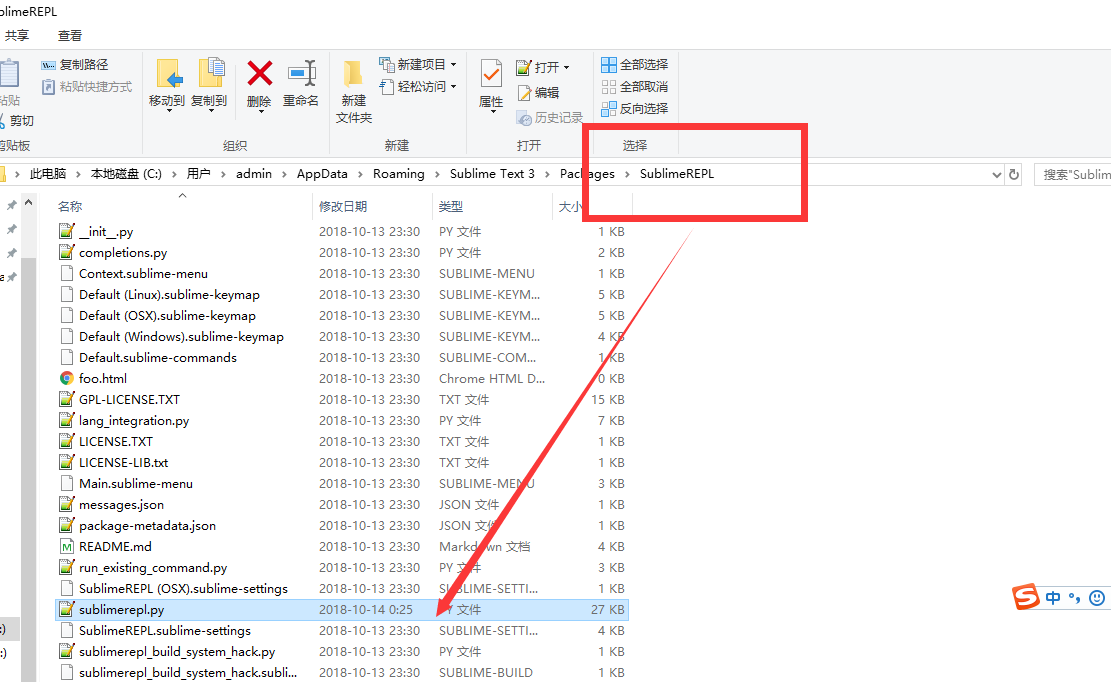 blimeREPL
共享 查看
复制路径
粘贴快捷方式
粘贴
剪切
剪贴板
移动到 复制到 删除 重命名
组织
新建
文件夹
新建项目
轻松访问
新建
属性
打开
编辑
历史记录
打开
全部选择
全部取消
反向选择
选择
此电脑 › 本地磁盘 (C:) › 用户 › admin › AppData › Roaming › Sublime Text 3 › Packages › SublimeREPL
搜索"Sublim
名称 修改日期 类型 大小
__init__.py 2018-10-13 23:30 PY 文件 1 KB
completions.py 2018-10-13 23:30 PY 文件 2 KB
Context.sublime-menu 2018-10-13 23:30 SUBLIME-MENU 1 KB
Default (Linux).sublime-keymap 2018-10-13 23:30 SUBLIME-KEYM... 5 KB
Default (OSX).sublime-keymap 2018-10-13 23:30 SUBLIME-KEYM... 5 KB
Default (Windows).sublime-keymap 2018-10-13 23:30 SUBLIME-KEYM... 4 KB
Default.sublime-commands 2018-10-13 23:30 SUBLIME-COM... 1 KB
foo.html 2018-10-13 23:30 Chrome HTML D... 0 KB
GPL-LICENSE.TXT 2018-10-13 23:30 TXT 文件 15 KB
lang_integration.py 2018-10-13 23:30 PY 文件 7 KB
LICENSE.TXT 2018-10-13 23:30 TXT 文件 1 KB
LICENSE-LIB.txt 2018-10-13 23:30 TXT 文件 1 KB
Main.sublime-menu 2018-10-13 23:30 SUBLIME-MENU 3 KB
messages.json 2018-10-13 23:30 JSON 文件 1 KB
package-metadata.json 2018-10-13 23:30 JSON 文件 1 KB
README.md 2018-10-13 23:30 Markdown 文档 4 KB
run_existing_command.py 2018-10-13 23:30 PY 文件 3 KB
SublimeREPL (OSX).sublime-settings 2018-10-13 23:30 SUBLIME-SETTI... 1 KB
sublimerepl.py 2018-10-14 0:25 PY 文件 27 KB
SublimeREPL.sublime-settings 2018-10-13 23:30 SUBLIME-SETTI... 4 KB
sublimerepl_build_system_hack.py 2018-10-13 23:30 PY 文件 1 KB
sublimerepl_build_system_hack.subli... 2018-10-13 23:30 SUBLIME-BUILD 1 KB
:)
:)
S 中 °,